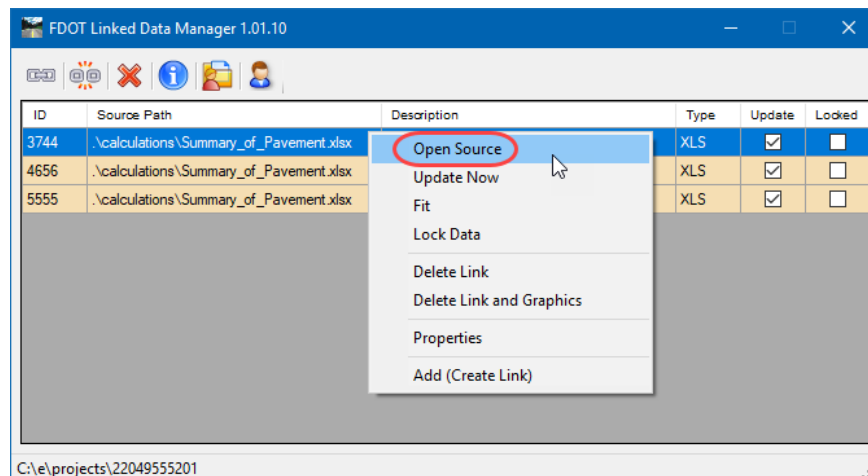 FDOT Linked Data Manager 1.01.10
ID Source Path Description Type Update Locked
3744 .\calculations\Summary_of_Pavement.xlsx XLS
4656 .\calculations\Summary_of_Pavement.xlsx XLS
5555 .\calculations\Summary_of_Pavement.xlsx XLS
Open Source
Update Now
Fit
Lock Data
Delete Link
Delete Link and Graphics
Properties
Add (Create Link)
C:\e\projects\22049555201